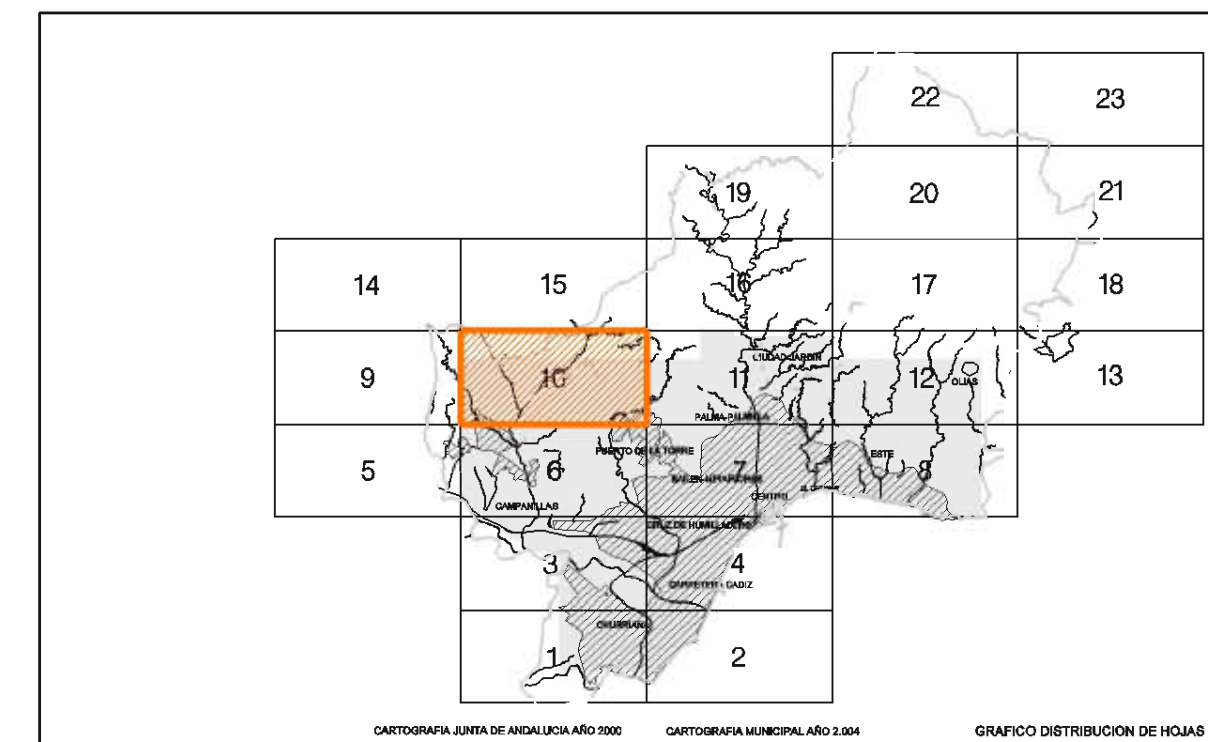 22 23
19 20 21
14 15 16 17 18
CIUDAD-JARDIN
9 10 11 12 13
OLIAS
PALMA-PALMILLA
PUERTO DE LA TORRE ESTE
5 6 7 8
BAILEN-MIRAFLORES
CENTRO
CAMPANILLAS
CRUZ DE HUMILLADERO
3 4
CARRETERA CADIZ
CHURRIANA
1 2
CARTOGRAFIA JUNTA DE ANDALUCIA AÑO 2000 CARTOGRAFIA MUNICIPAL AÑO 2.004 GRAFICO DISTRIBUCION DE HOJAS